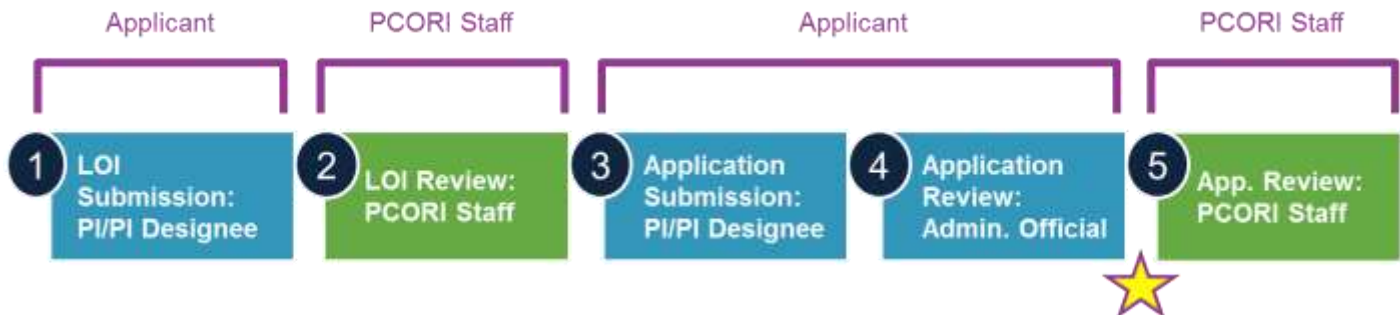 Applicant
PCORI Staff
Applicant
PCORI Staff
1
LOI
Submission:
PI/PI Designee
2
LOI Review:
PCORI Staff
3
Application
Submission:
PI/PI Designee
4
Application
Review:
Admin. Official
5
App. Review:
PCORI Staff